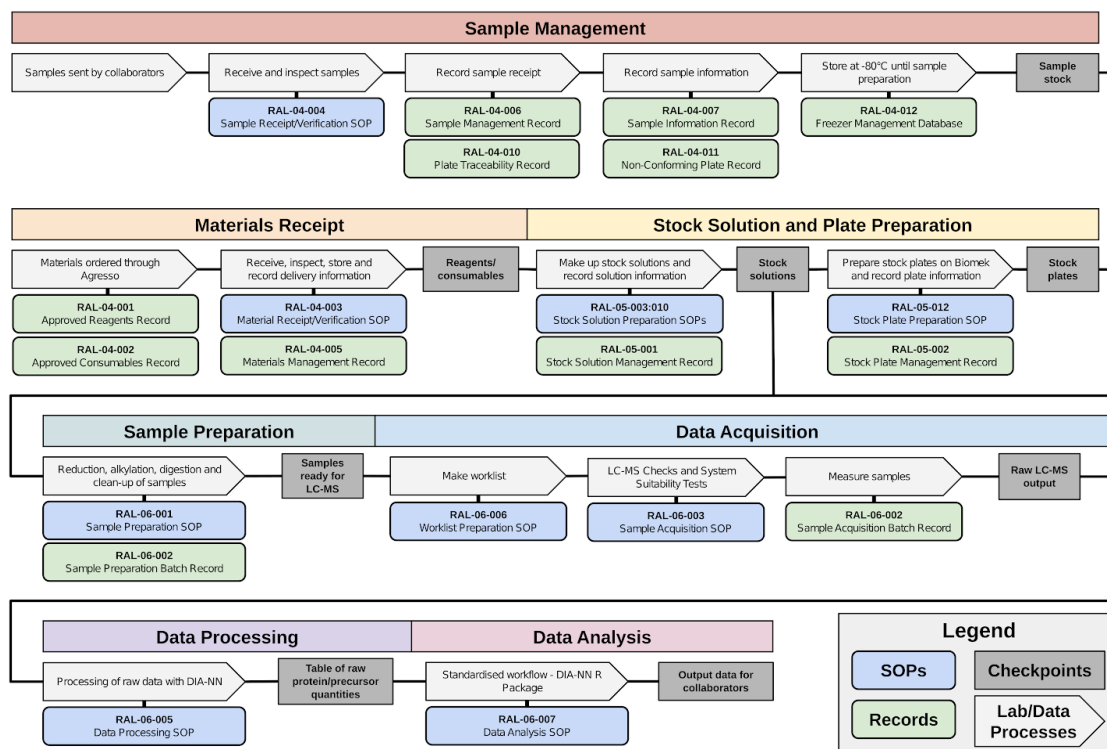 Sample Management
Samples sent by collaborators
Receive and inspect samples
Record sample receipt
Record sample information
Store at -80°C until sample
preparation
Sample
stock
RAL-04-004
Sample Receipt/Verification SOP
RAL-04-006
Sample Management Record
RAL-04-007
Sample Information Record
RAL-04-012
Freezer Management Database
RAL-04-010
Plate Traceability Record
RAL-04-011
Non-Conforming Plate Record
Materials Receipt
Stock Solution and Plate Preparation
Materials ordered through
Agresso
Receive, inspect, store and
record delivery information
Reagents/
consumables
Make up stock solutions and
record solution information
Stock
solutions
Prepare stock plates on Biomek
and record plate information
Stock
plates
RAL-04-001
Approved Reagents Record
RAL-04-003
Material Receipt/Verification SOP
RAL-05-003:010
Stock Solution Preparation SOPs
RAL-05-012
Stock Plate Preparation SOP
RAL-04-002
Approved Consumables Record
RAL-04-005
Materials Management Record
RAL-05-001
Stock Solution Management Record
RAL-05-002
Stock Plate Management Record
Sample Preparation
Data Acquisition
Reduction, alkylation, digestion and
clean-up of samples
Samples
ready for
LC-MS
Make worklist
LC-MS Checks and System
Suitability Tests
Measure samples
Raw LC-MS
output
RAL-06-001
Sample Preparation SOP
RAL-06-006
Worklist Preparation SOP
RAL-06-003
Sample Acquisition SOP
RAL-06-002
Sample Acquisition Batch Record
RAL-06-002
Sample Preparation Batch Record
Data Processing
Data Analysis
Processing of raw data with DIA-NN
Table of raw
protein/precursor
quantities
Standardised workflow - DIA-NN R
Package
Output data for
collaborators
RAL-06-005
Data Processing SOP
RAL-06-007
Data Analysis SOP
Legend
SOPs
Checkpoints
Records
Lab/Data
Processes